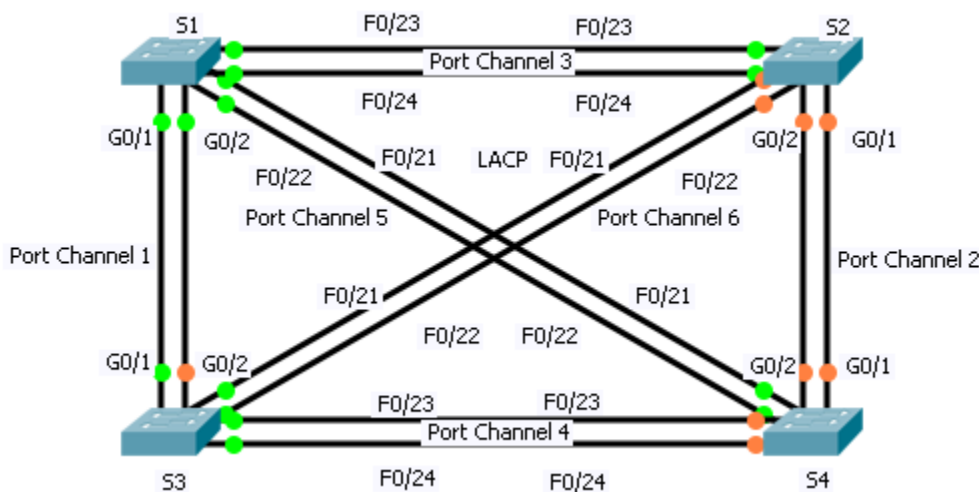 S1 F0/23 F0/23 S2
Port Channel 3
F0/24 F0/24
G0/1 G0/2 G0/2 G0/1
F0/21 LACP F0/21
F0/22 F0/22
Port Channel 5 Port Channel 6
Port Channel 1 Port Channel 2
F0/21 F0/21
F0/22 F0/22
G0/1 G0/2 G0/2 G0/1
F0/23 F0/23
Port Channel 4
S3 F0/24 F0/24 S4